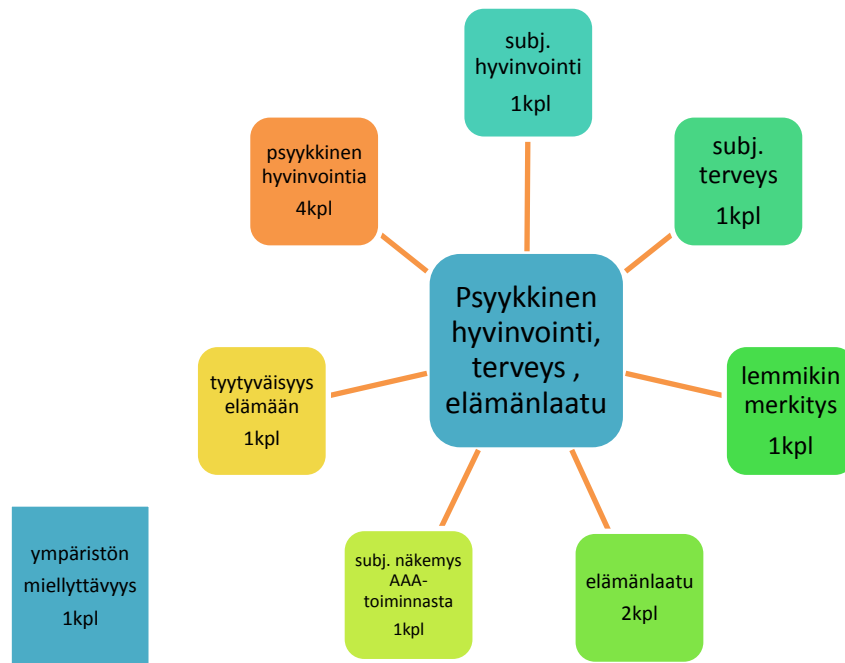 subj.
hyvinvointi
1kpl
psyykkinen
hyvinvointia
4kpl
subj.
terveys
1kpl
Psyykkinen
hyvinvointi,
terveys ,
elämänlaatu
tyytyväisyys
elämään
1kpl
lemmikin
merkitys
1kpl
ympäristön
miellyttävyys
1kpl
subj. näkemys
AAA-
toiminnasta
1kpl
elämänlaatu
2kpl